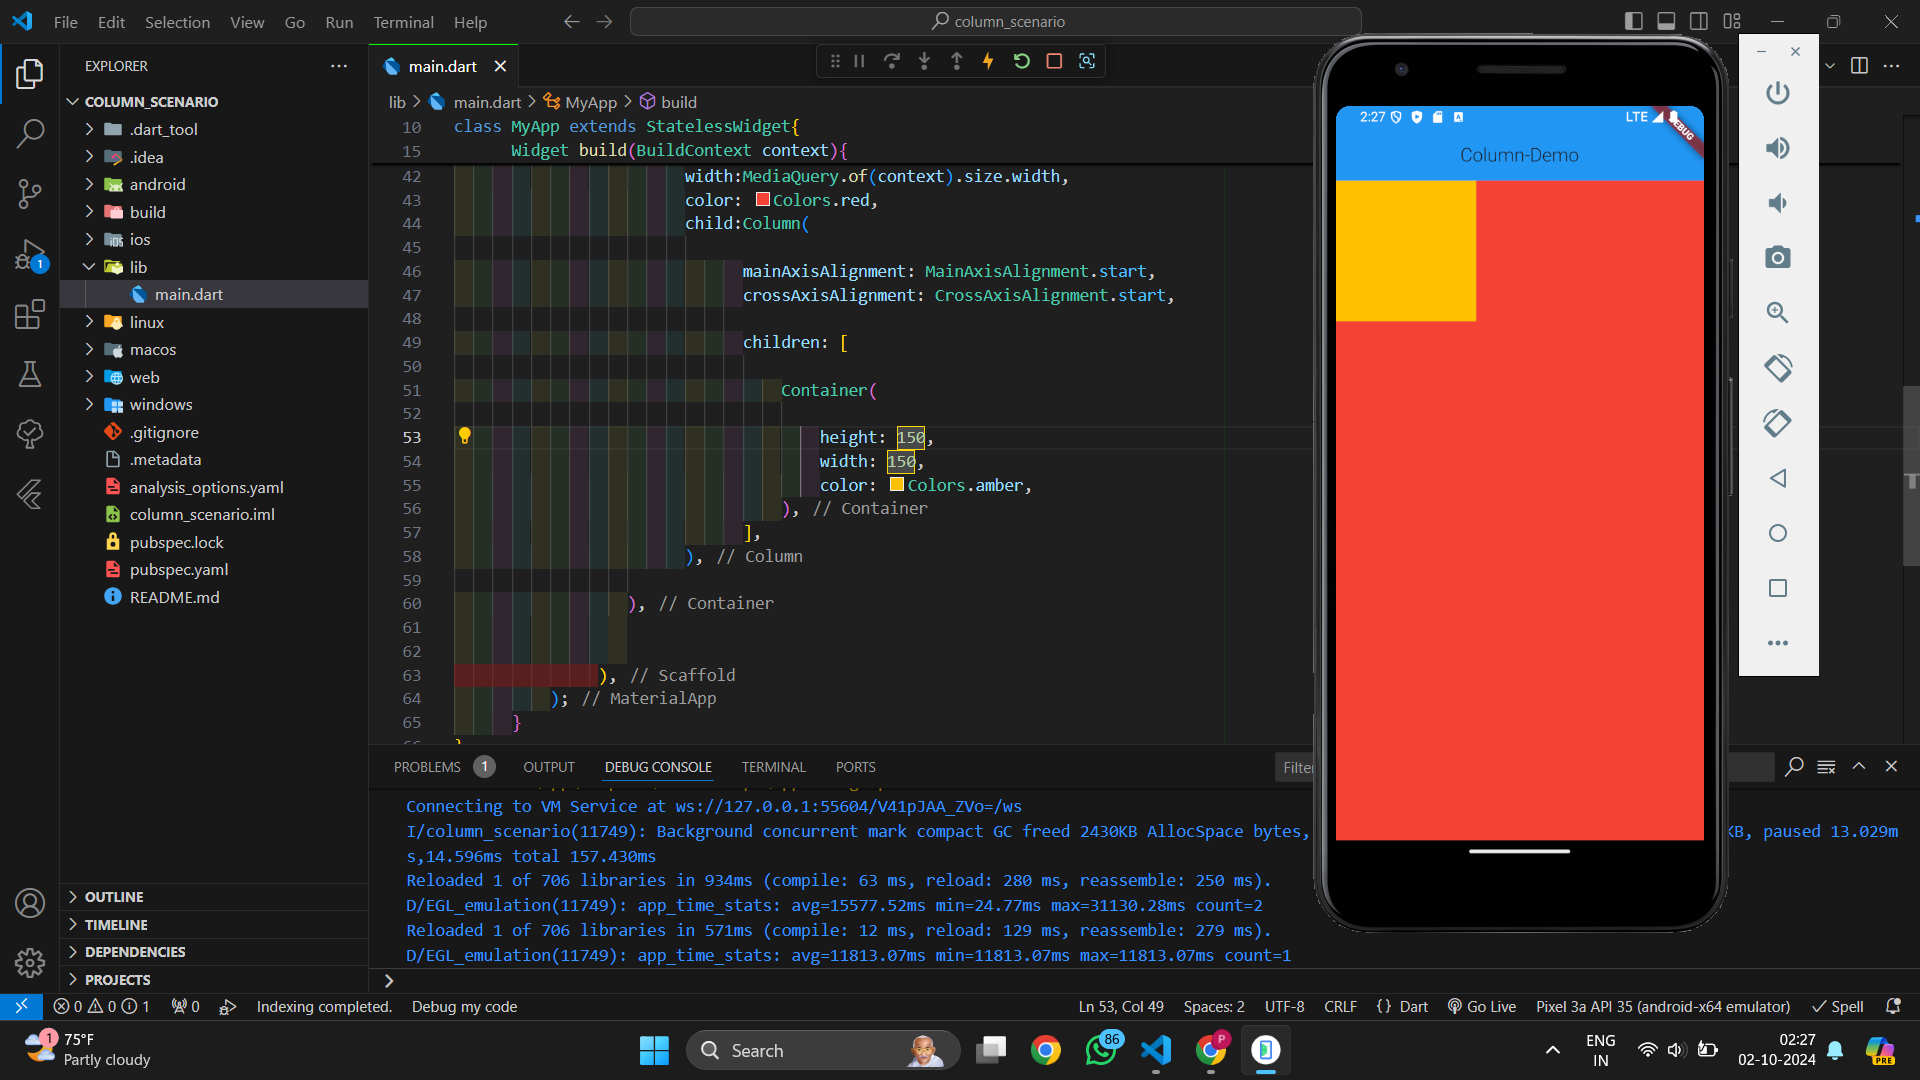 File Edit Selection View Go Run Terminal Help
column_scenario
EXPLORER
COLUMN_SCENARIO
.dart_tool
.idea
android
build
ios
lib
main.dart
linux
macos
web
windows
.gitignore
.metadata
analysis_options.yaml
column_scenario.iml
pubspec.lock
pubspec.yaml
README.md
OUTLINE
TIMELINE
DEPENDENCIES
PROJECTS
1
main.dart
lib > main.dart > MyApp > build
10 class MyApp extends StatelessWidget{
15 Widget build(BuildContext context){
42 width:MediaQuery.of(context).size.width,
43 color: Colors.red,
44 child:Column(
45
46 mainAxisAlignment: MainAxisAlignment.start,
47 crossAxisAlignment: CrossAxisAlignment.start,
48
49 children: [
50
51 Container(
52
53 height: 150,
54 width: 150,
55 color: Colors.amber,
56 ), // Container
57 ],
58 ), // Column
59
60 ), // Container
61
62
63 ), // Scaffold
64 ); // MaterialApp
65 }
PROBLEMS 1 OUTPUT DEBUG CONSOLE TERMINAL PORTS
Filter
Connecting to VM Service at ws://127.0.0.1:55604/V41pJAA_ZVo=/ws
I/column_scenario(11749): Background concurrent mark compact GC freed 2430KB AllocSpace bytes, KB, paused 13.029m
s,14.596ms total 157.430ms
Reloaded 1 of 706 libraries in 934ms (compile: 63 ms, reload: 280 ms, reassemble: 250 ms).
D/EGL_emulation(11749): app_time_stats: avg=15577.52ms min=24.77ms max=31130.28ms count=2
Reloaded 1 of 706 libraries in 571ms (compile: 12 ms, reload: 129 ms, reassemble: 279 ms).
D/EGL_emulation(11749): app_time_stats: avg=11813.07ms min=11813.07ms max=11813.07ms count=1
2:27 LTE
DEBUG
Column-Demo
0 0 1 0 Indexing completed. Debug my code Ln 53, Col 49 Spaces: 2 UTF-8 CRLF {} Dart Go Live Pixel 3a API 35 (android-x64 emulator) Spell
1
75°F
Partly cloudy
Search
86
P
ENG
IN
02:27
02-10-2024
PRE